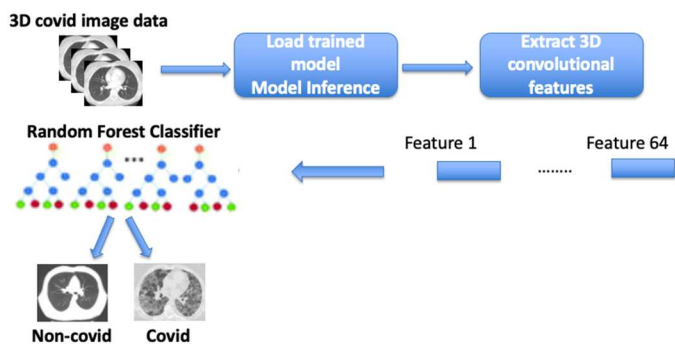 3D covid image data
Load trained
model
Model Inference
Extract 3D
convolutional
features
Random Forest Classifier
Feature 1
Feature 64
........
Non-covid
Covid